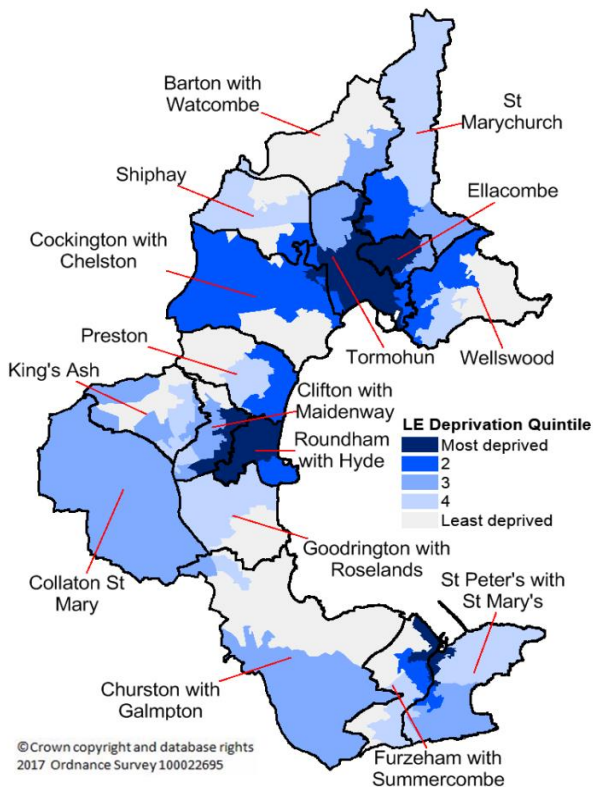 Barton with
Watcombe
St
Marychurch
Shiphay
Ellacombe
Cockington with
Chelston
Preston
Tormohun
Wellswood
King's Ash
Clifton with
Maidenway
Roundham
with Hyde
LE Deprivation Quintile
Most deprived
2
3
4
Least deprived
Goodrington with
Roselands
Collaton St
Mary
St Peter's with
St Mary's
Churston with
Galmpton
Furzeham with
Summercombe
©Crown copyright and database rights
2017 Ordnance Survey 100022695